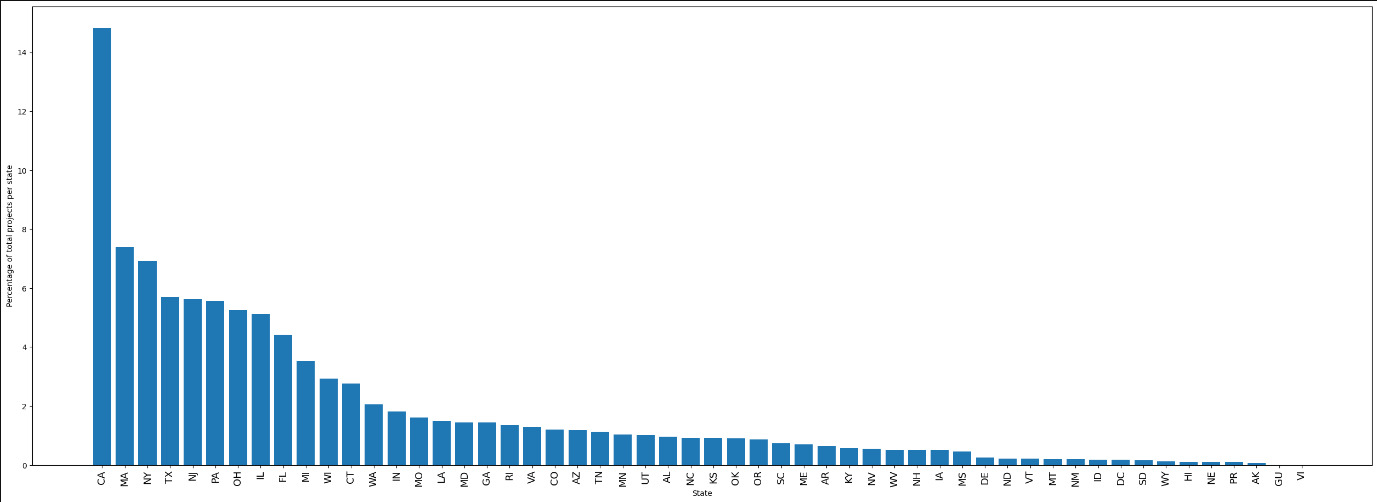 Percentage of total projects per state
14
12
10
8
6
4
2
0
CA MA NY TX NJ PA OH IL FL MI WI CT WA IN MO LA MD GA RI VA CO AZ TN MN UT AL NC KS OK OR SC ME AR KY NV WV NH IA MS DE ND VT MT NM ID DC SD WY HI NE PR AK GU VI
State